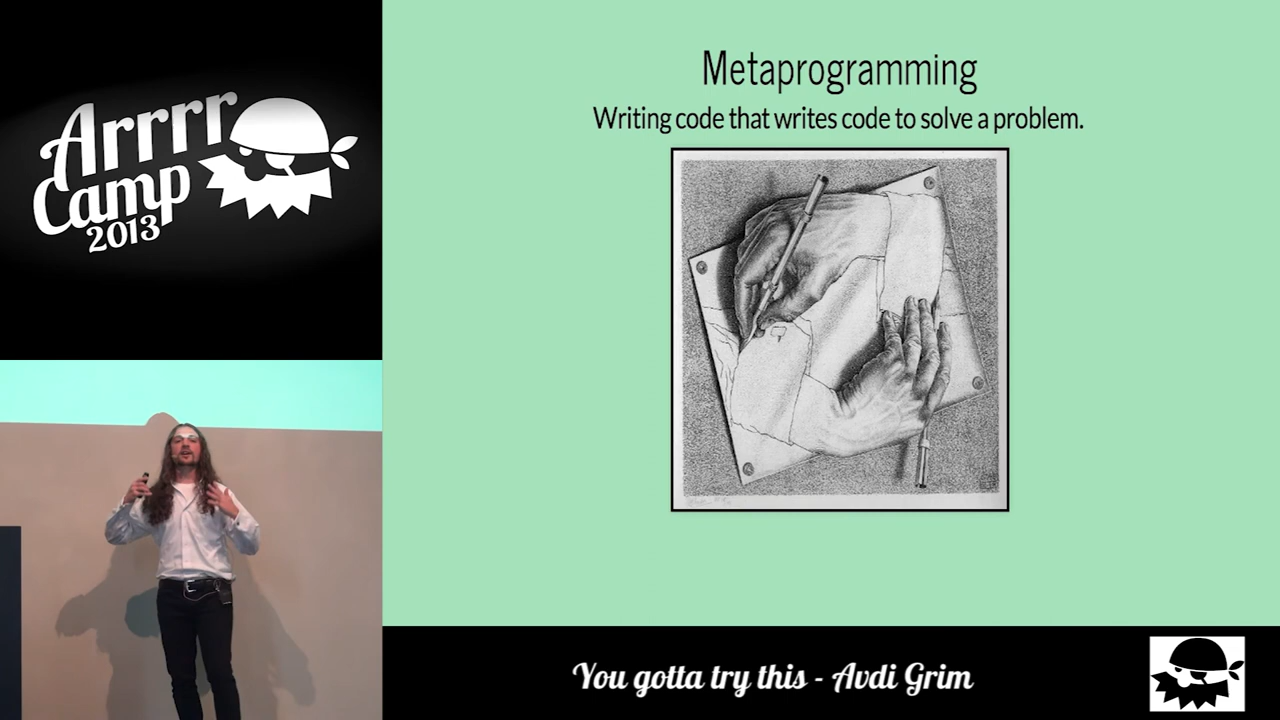 Arrrr
Camp
2013
Metaprogramming
Writing code that writes code to solve a problem.
You gotta try this - Avdi Grim